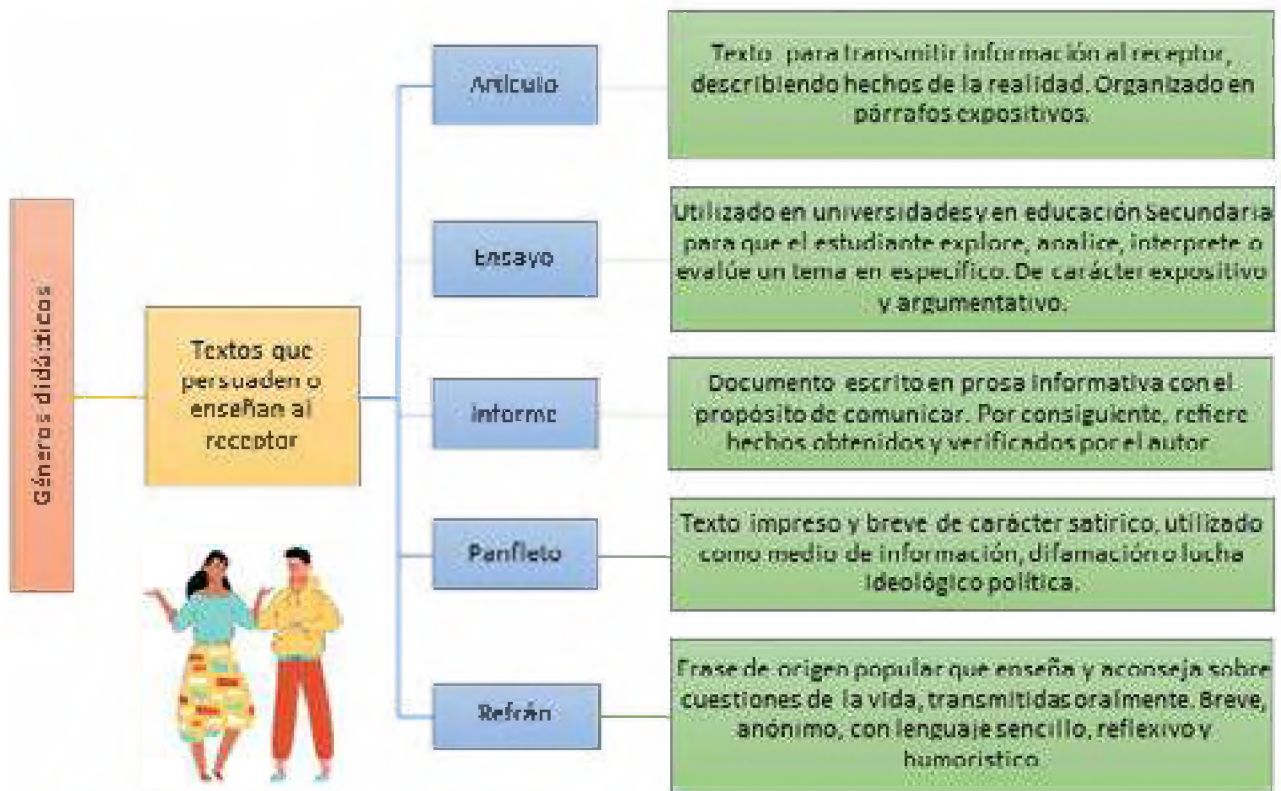 Géneros didácticos
Textos que
persuaden o
enseñan al
receptor
Artículo
Texto para transmitir información al receptor,
describiendo hechos de la realidad. Organizado en
párrafos expositivos.
Ensayo
Utilizado en universidades y en educación Secundaria
para que el estudiante explore, analice, interprete o
evalúe un tema en específico. De carácter expositivo
y argumentativo.
Informe
Documento escrito en prosa informativa con el
propósito de comunicar. Por consiguiente, refiere
hechos obtenidos y verificados por el autor
Panfleto
Texto impreso y breve de carácter satírico, utilizado
como medio de información, difamación o lucha
ideológico política.
Refrán
Frase de origen popular que enseña y aconseja sobre
cuestiones de la vida, transmitidas oralmente. Breve,
anónimo, con lenguaje sencillo, reflexivo y
humorístico